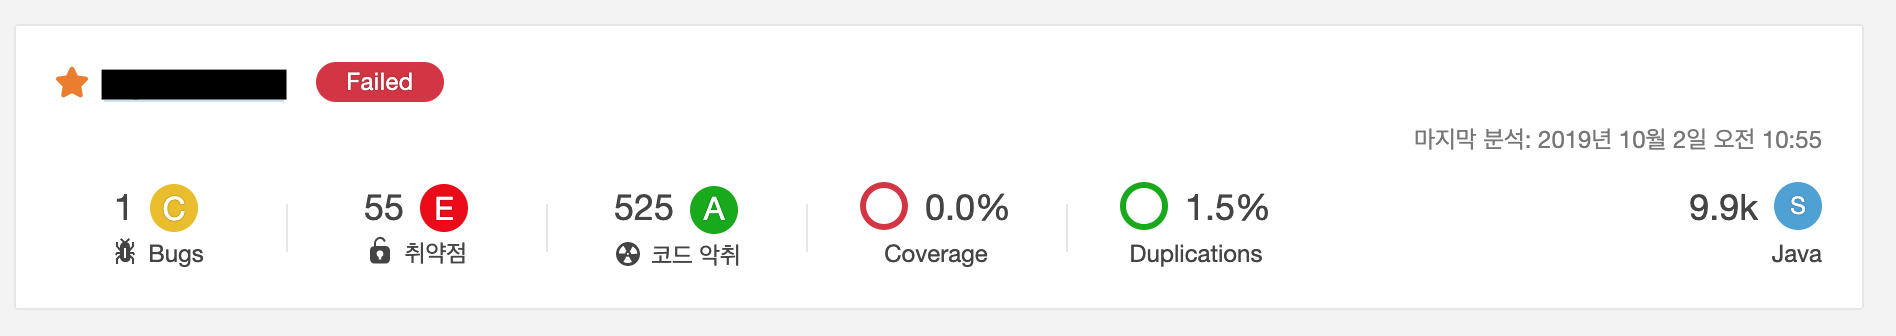 Failed
마지막 분석: 2019년 10월 2일 오전 10:55
1 C 55 E 525 A 0.0% 1.5% 9.9k S
Bugs 취약점 코드 악취 Coverage Duplications Java